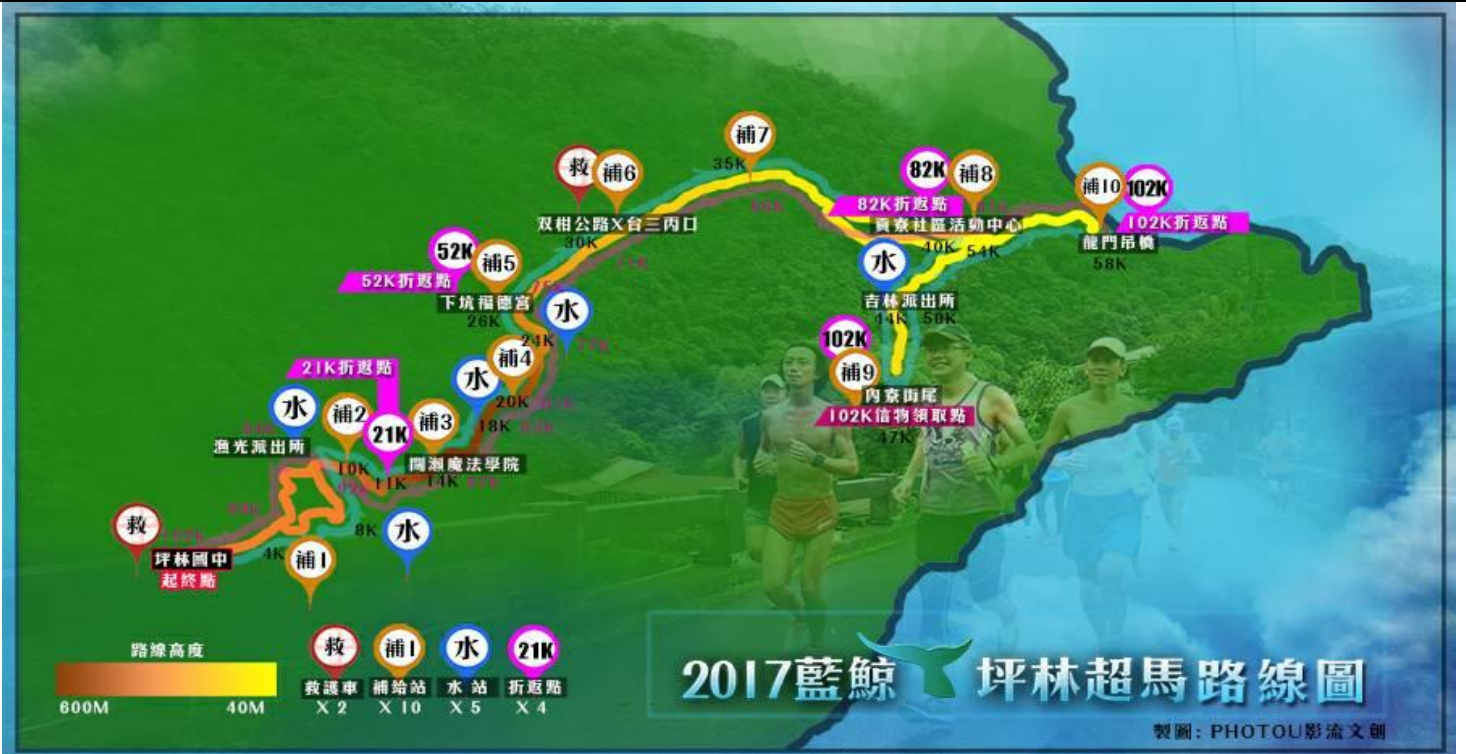 補7
35K
救
補6
82K
補8
補10
102K
82K折返點
102K折返點
双柑公路X台三丙口
貢寮社區活動中心
龍門吊橋
30K
40K
54K
58K
52K
補5
水
52K折返點
下坑福德宮
吉林派出所
26K
44K
50K
水
24K
102K
補4
水
補9
內寮街尾
21K折返點
20K
102K信物領取點
水
補2
21K
補3
18K
47K
漁光派出所
闊瀨魔法學院
10K
11K
14K
救
8K
水
坪林國中
4K
補1
起終點
路線高度
600M
40M
救
補1
水
21K
救護車
補給站
水站
折返點
X 2
X 10
X 5
X 4
2017藍鯨 坪林超馬路線圖
製圖: PHOTOU影流文創